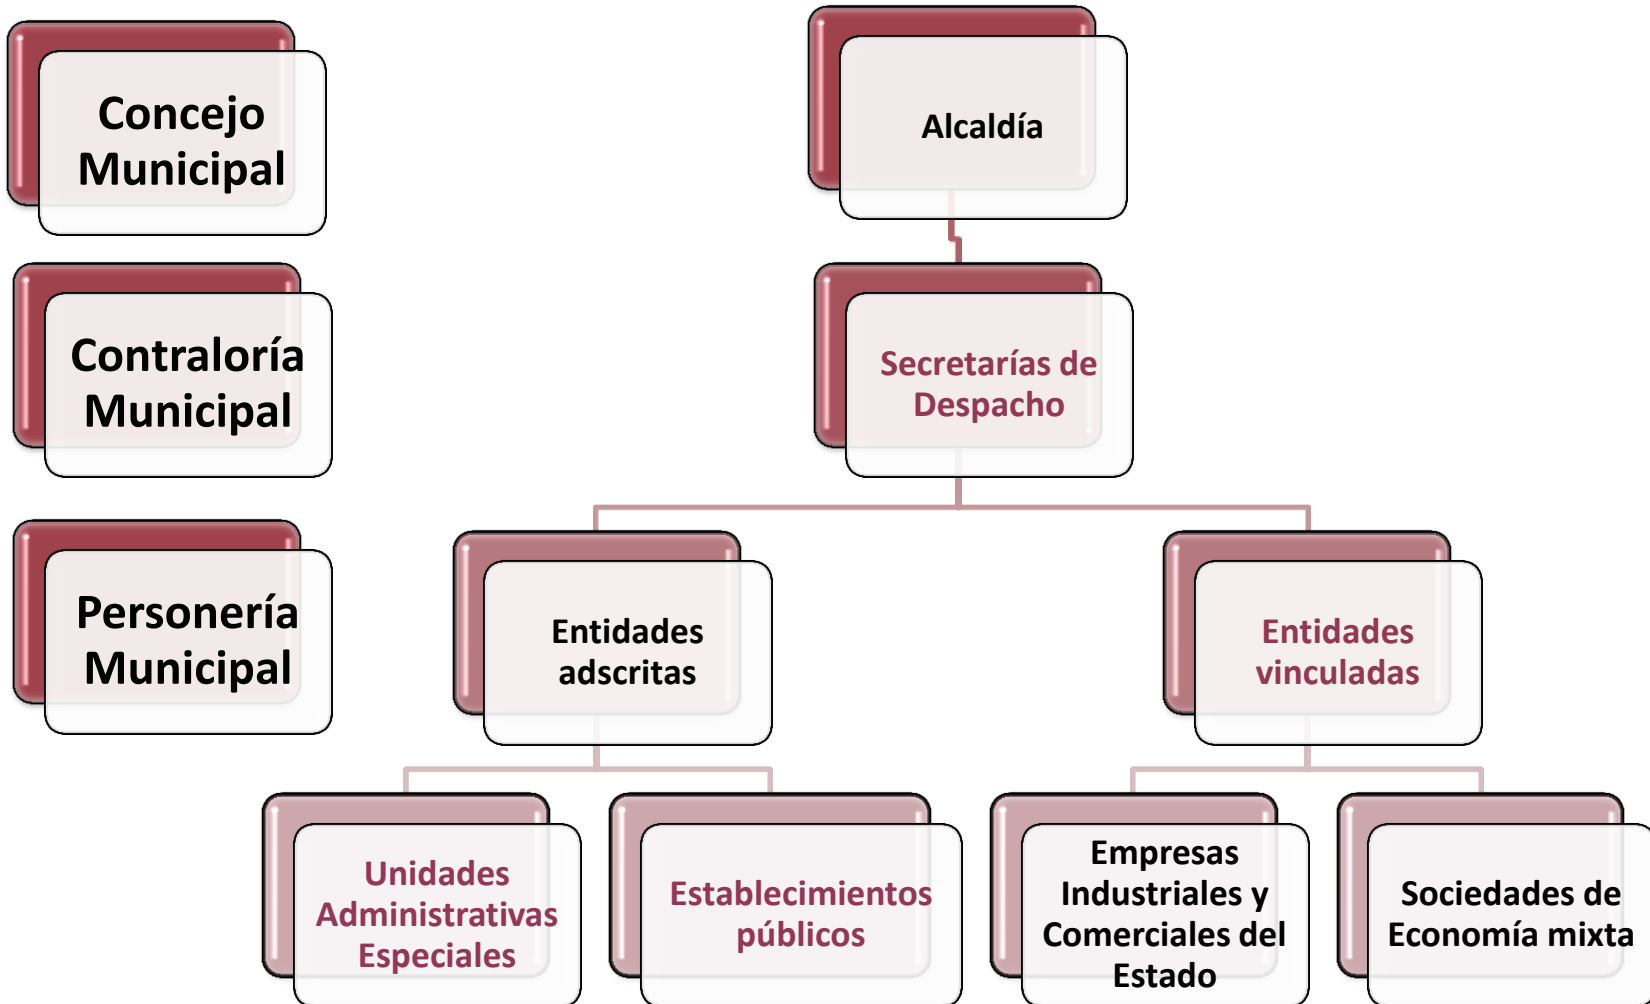 Concejo
Municipal
Contraloría
Municipal
Personería
Municipal
Alcaldía
Secretarías de
Despacho
Entidades
adscritas
Entidades
vinculadas
Unidades
Administrativas
Especiales
Establecimientos
públicos
Empresas
Industriales y
Comerciales del
Estado
Sociedades de
Economía mixta